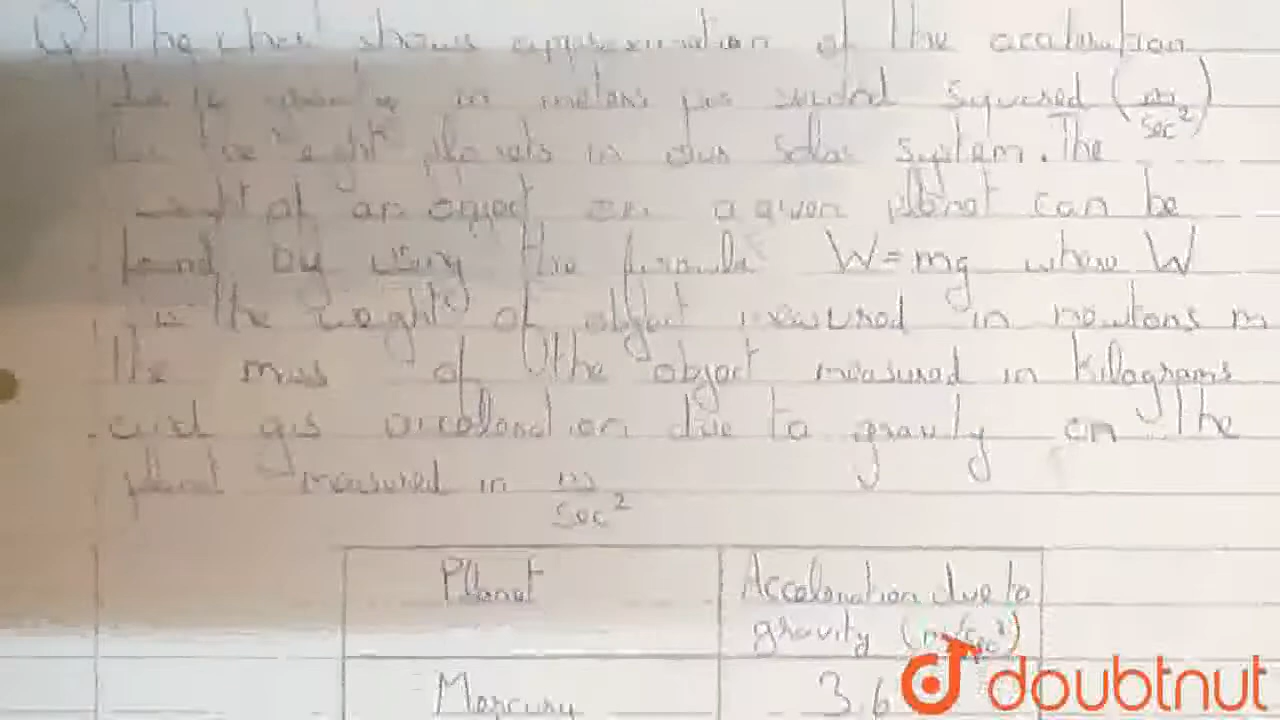 Q) The chart shows approximation of the acceleration
due to gravity in meters per second squared (m/sec²)
for the eight planets in our solar system. The
weight of an object on a given planet can be
found by using the formula W=mg where W
is the weight of object measured in newtons m
the mass of the object measured in kilograms
and g is acceleration due to gravity on the
planet measured in m/sec²
Planet Acceleration due to
gravity (m/sec²)
Mercury 3.6
doubtnut